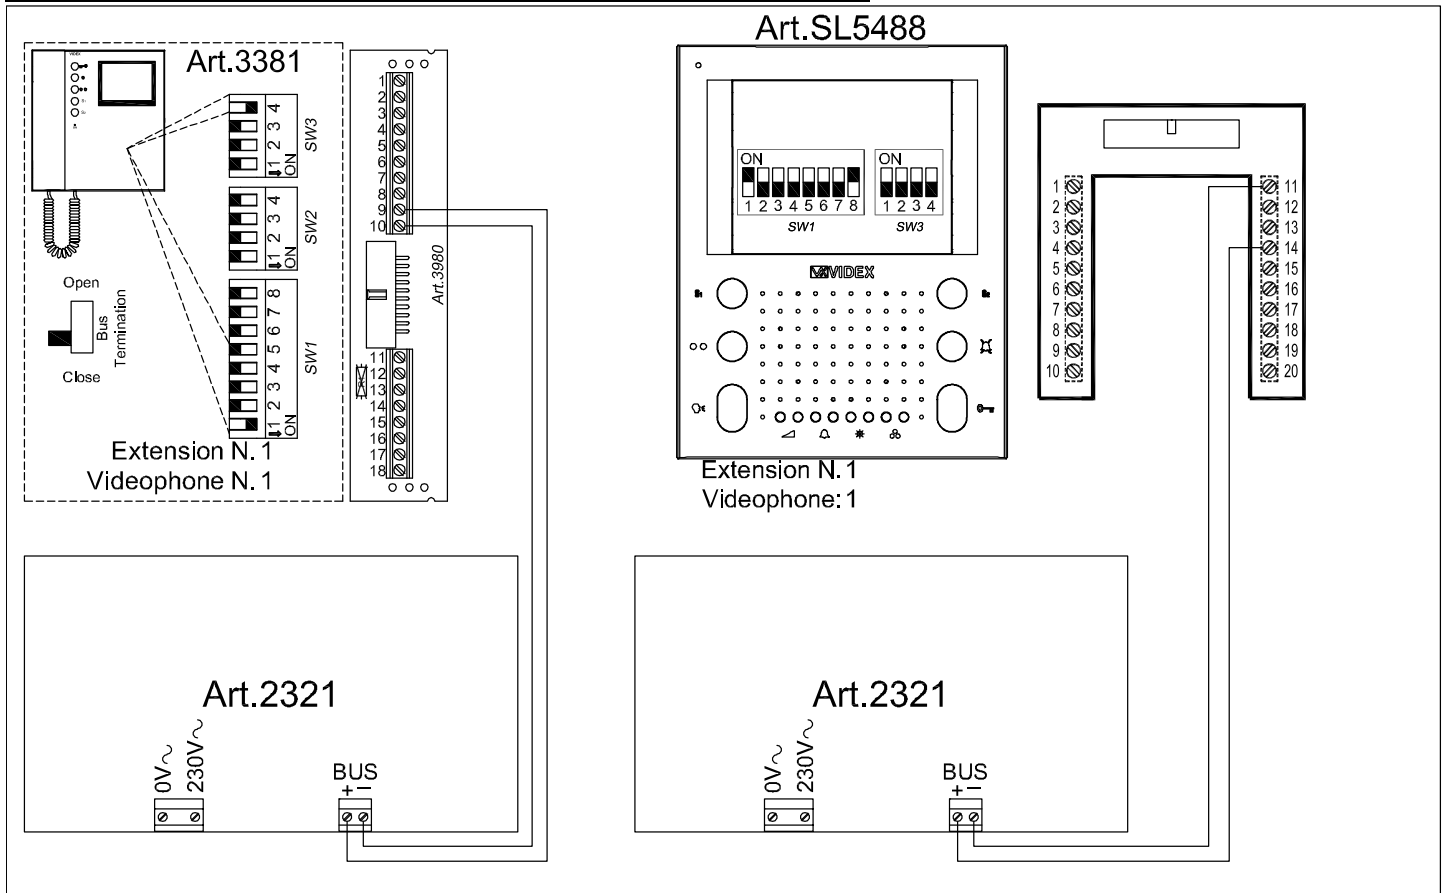 Art.3381
VIDEX
4
3
2
1
ON
SW3
4
3
2
1
ON
SW2
8
7
6
5
4
3
2
1
ON
SW1
Open
Bus
Termination
Close
Extension N. 1
Videophone N. 1
1
2
3
4
5
6
7
8
9
10
Art.3980
11
12
13
14
15
16
17
18
Art.SL5488
ON
1 2 3 4 5 6 7 8
SW1
ON
1 2 3 4
SW3
VIDEX
Extension N. 1
Videophone: 1
1
2
3
4
5
6
7
8
9
10
11
12
13
14
15
16
17
18
19
20
Art.2321
0V~
230V~
BUS
+ −
Art.2321
0V~
230V~
BUS
+ −